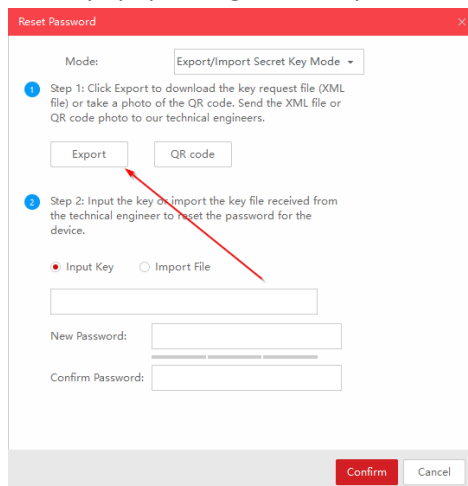 Reset Password
Mode:
Export/Import Secret Key Mode
1
Step 1: Click Export to download the key request file (XML
file) or take a photo of the QR code. Send the XML file or
QR code photo to our technical engineers.
Export
QR code
2
Step 2: Input the key or import the key file received from
the technical engineer to reset the password for the
device.
Input Key
Import File
New Password:
Confirm Password:
Confirm
Cancel